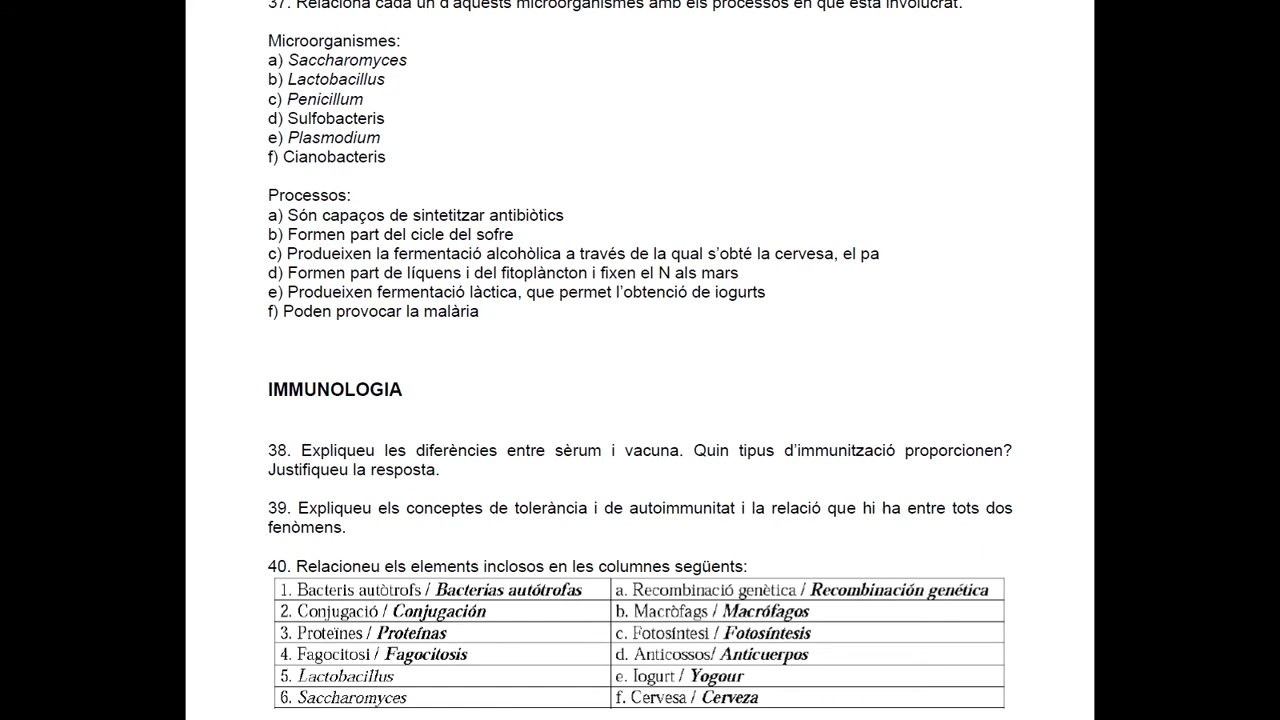 37. Relaciona cada un d'aquests microorganismes amb els processos en què està involucrat.
Microorganismes:
a) Saccharomyces
b) Lactobacillus
c) Penicillum
d) Sulfobacteris
e) Plasmodium
f) Cianobacteris
Processos:
a) Són capaços de sintetitzar antibiòtics
b) Formen part del cicle del sofre
c) Produeixen la fermentació alcohòlica a través de la qual s'obté la cervesa, el pa
d) Formen part de líquens i del fitoplàncton i fixen el N als mars
e) Produeixen fermentació làctica, que permet l'obtenció de iogurts
f) Poden provocar la malària
IMMUNOLOGIA
38. Expliqueu les diferències entre sèrum i vacuna. Quin tipus d'immunització proporcionen?
Justifiqueu la resposta.
39. Expliqueu els conceptes de tolerància i de autoimmunitat i la relació que hi ha entre tots dos
fenòmens.
40. Relacioneu els elements inclosos en les columnes següents:
1. Bacteris autòtrofs / Bacterias autótrofas a. Recombinació genètica / Recombinación genética
2. Conjugació / Conjugación b. Macròfags / Macrófagos
3. Proteïnes / Proteínas c. Fotosíntesi / Fotosíntesis
4. Fagocitosi / Fagocitosis d. Anticossos/ Anticuerpos
5. Lactobacillus e. Iogurt / Yogour
6. Saccharomyces f. Cervesa / Cerveza